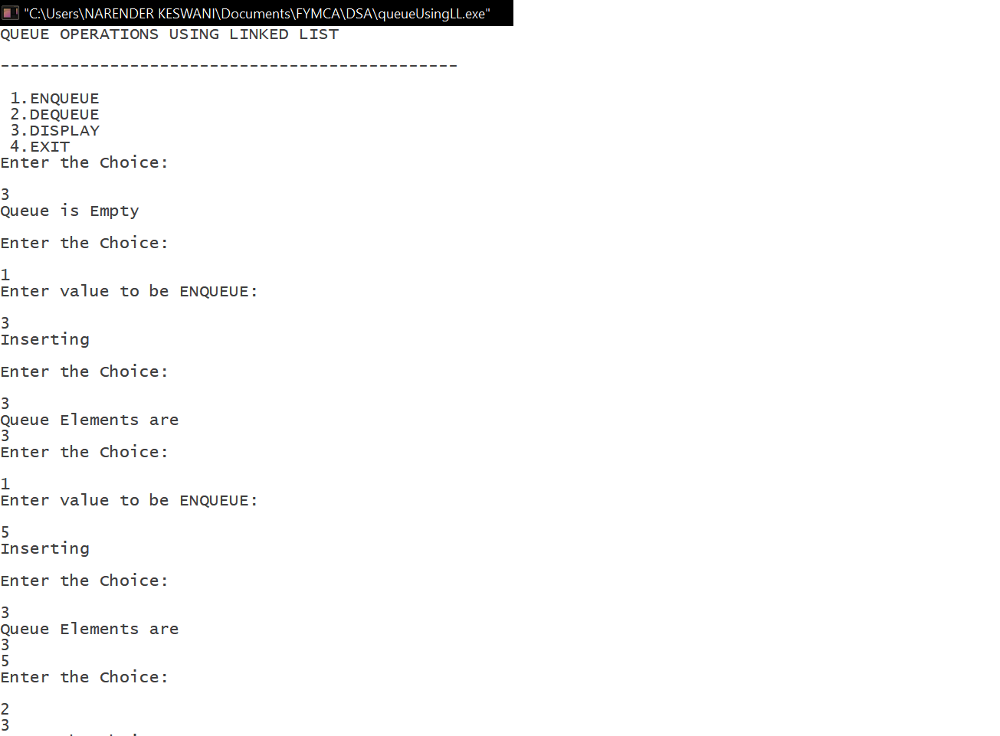 "C:\Users\NARENDER KESWANI\Documents\FYMCA\DSA\queueUsingLL.exe"
QUEUE OPERATIONS USING LINKED LIST
----------------------------------------------
1.ENQUEUE
2.DEQUEUE
3.DISPLAY
4.EXIT
Enter the Choice:
3
Queue is Empty
Enter the Choice:
1
Enter value to be ENQUEUE:
3
Inserting
Enter the Choice:
3
Queue Elements are
3
Enter the Choice:
1
Enter value to be ENQUEUE:
5
Inserting
Enter the Choice:
3
Queue Elements are
3
5
Enter the Choice:
2
3